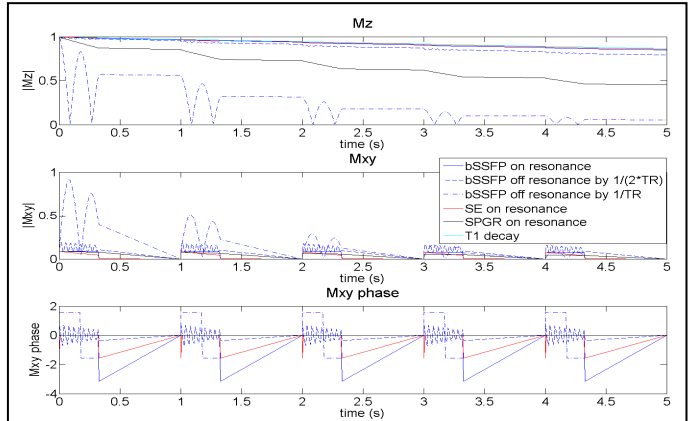 Mz
1
0.5
0
|Mz|
0 0.5 1 1.5 2 2.5 3 3.5 4 4.5 5
time (s)
Mxy
1
0.5
0
|Mxy|
bSSFP on resonance
bSSFP off resonance by 1/(2*TR)
bSSFP off resonance by 1/TR
SE on resonance
SPGR on resonance
T1 decay
0 0.5 1 1.5 2 2.5 3 3.5 4 4.5 5
time (s)
Mxy phase
2
0
-2
-4
Mxy phase
0 0.5 1 1.5 2 2.5 3 3.5 4 4.5 5
time (s)